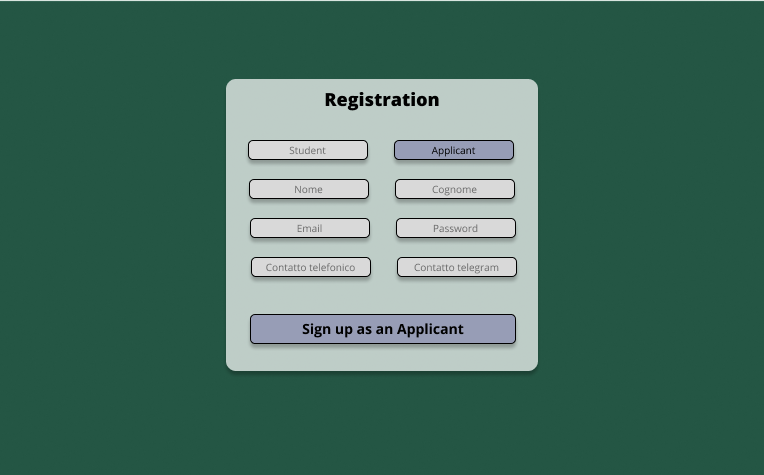 Registration
Student Applicant
Nome Cognome
Email Password
Contatto telefonico Contatto telegram
Sign up as an Applicant